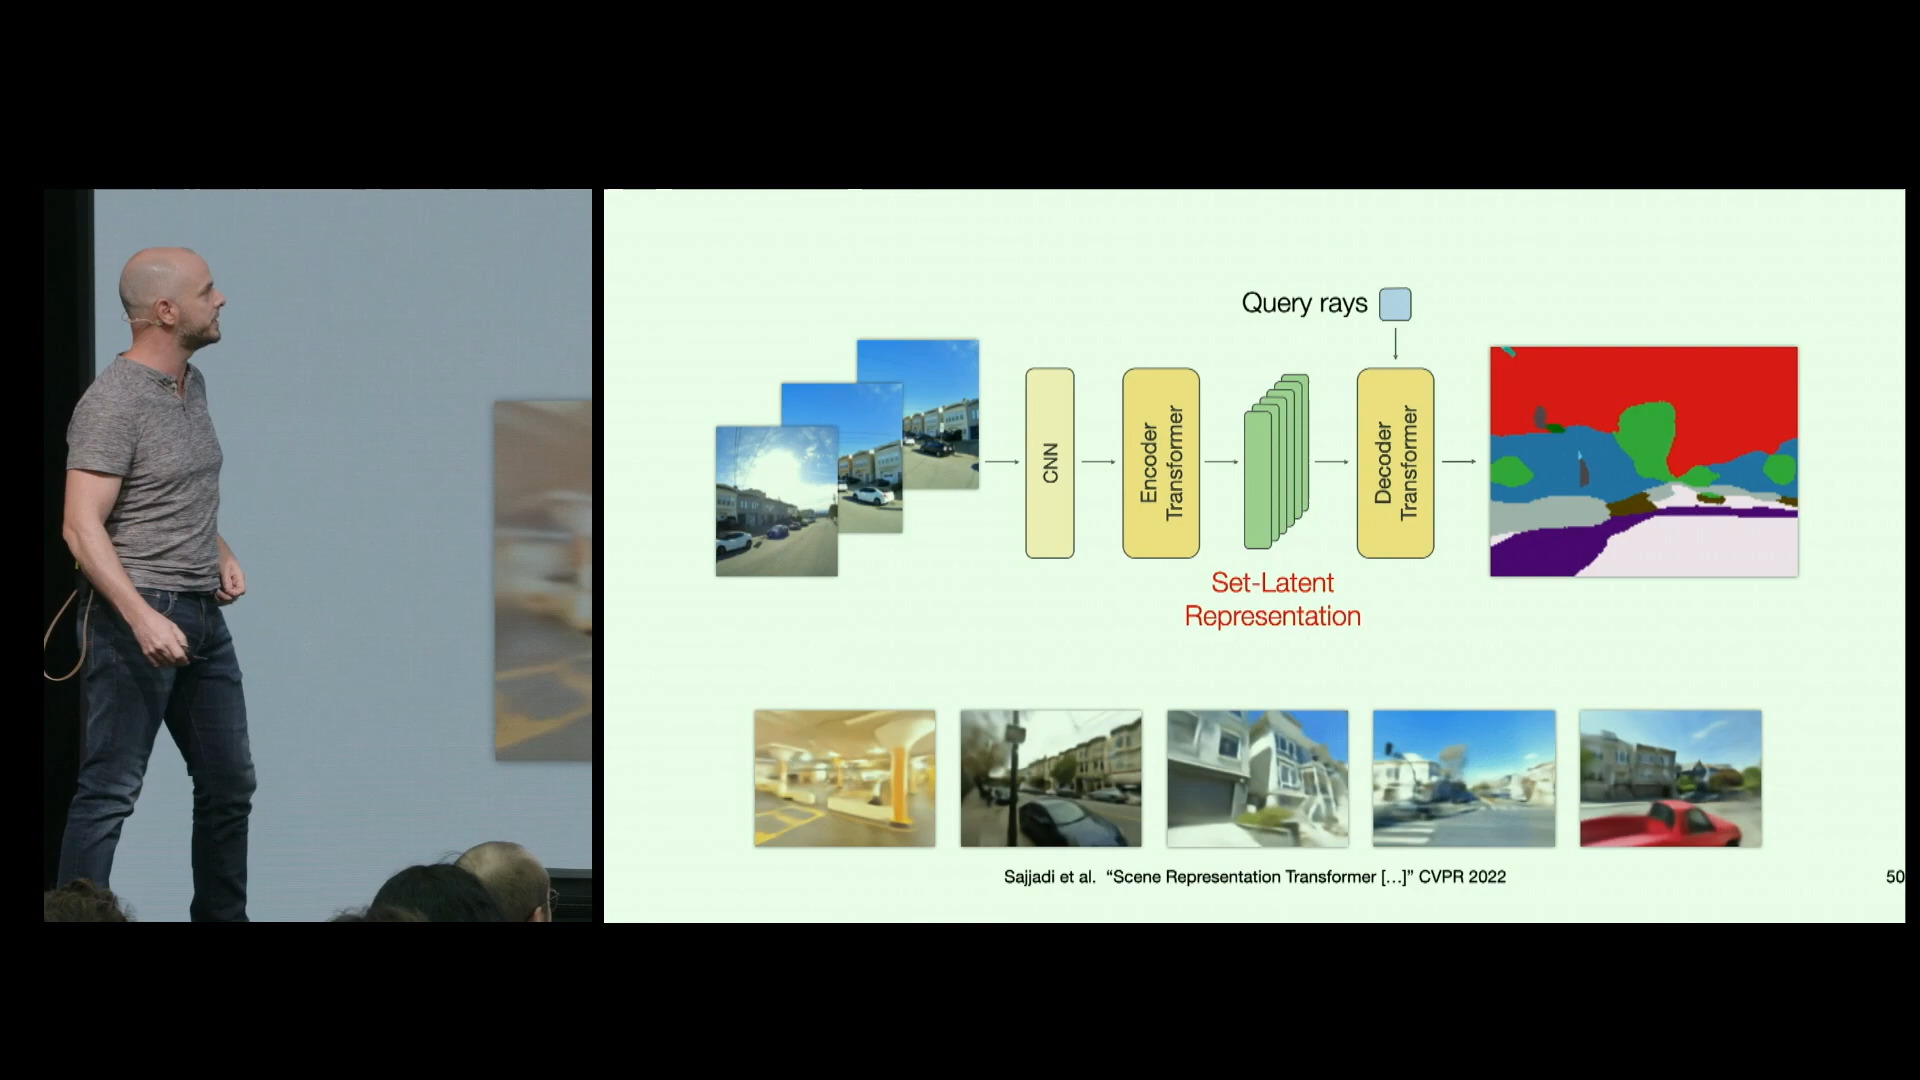 Query rays
CNN
Encoder
Transformer
Decoder
Transformer
Set-Latent
Representation
Sajjadi et al. “Scene Representation Transformer [...]” CVPR 2022
50